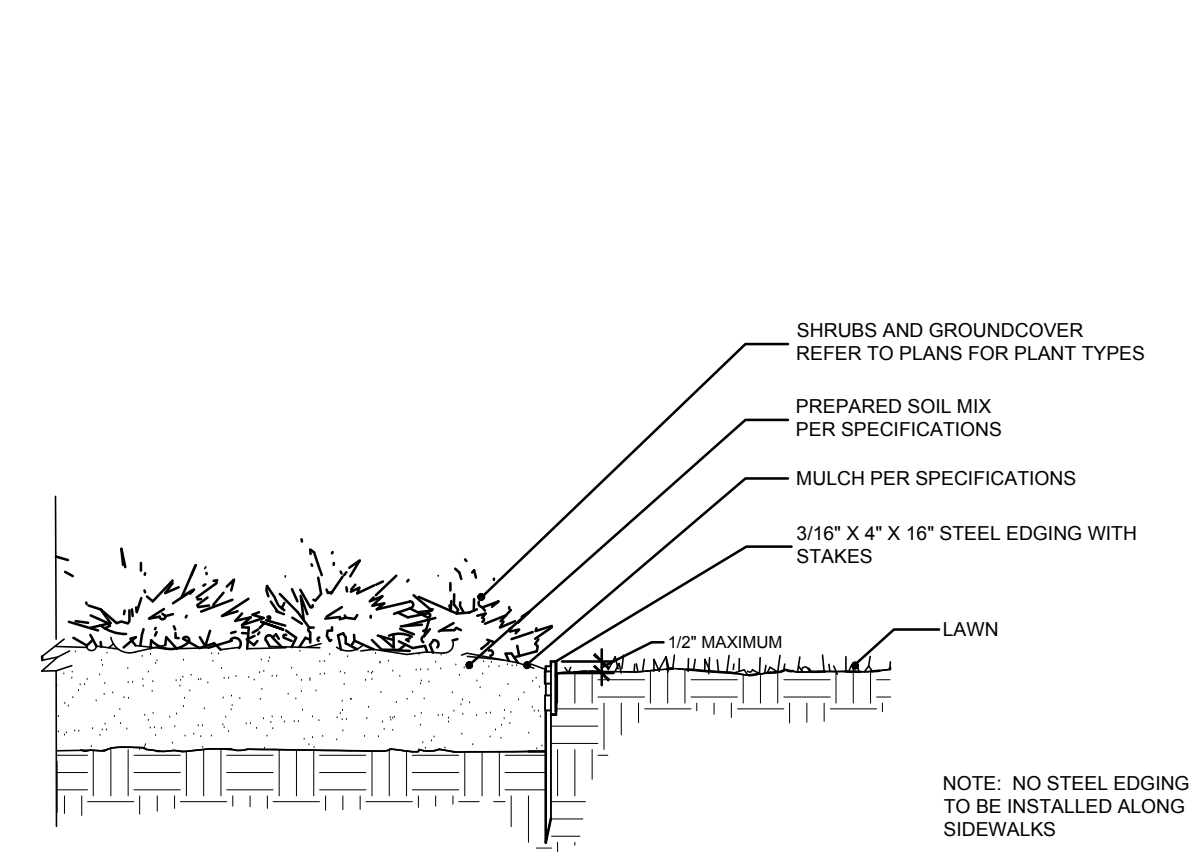 SHRUBS AND GROUNDCOVER
REFER TO PLANS FOR PLANT TYPES
PREPARED SOIL MIX
PER SPECIFICATIONS
MULCH PER SPECIFICATIONS
3/16" X 4" X 16" STEEL EDGING WITH
STAKES
LAWN
1/2" MAXIMUM
NOTE: NO STEEL EDGING
TO BE INSTALLED ALONG
SIDEWALKS